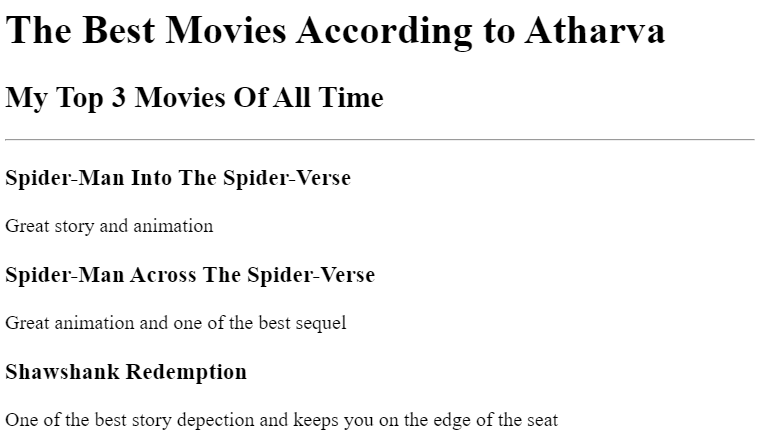 The Best Movies According to Atharva
My Top 3 Movies Of All Time
Spider-Man Into The Spider-Verse
Great story and animation
Spider-Man Across The Spider-Verse
Great animation and one of the best sequel
Shawshank Redemption
One of the best story depection and keeps you on the edge of the seat